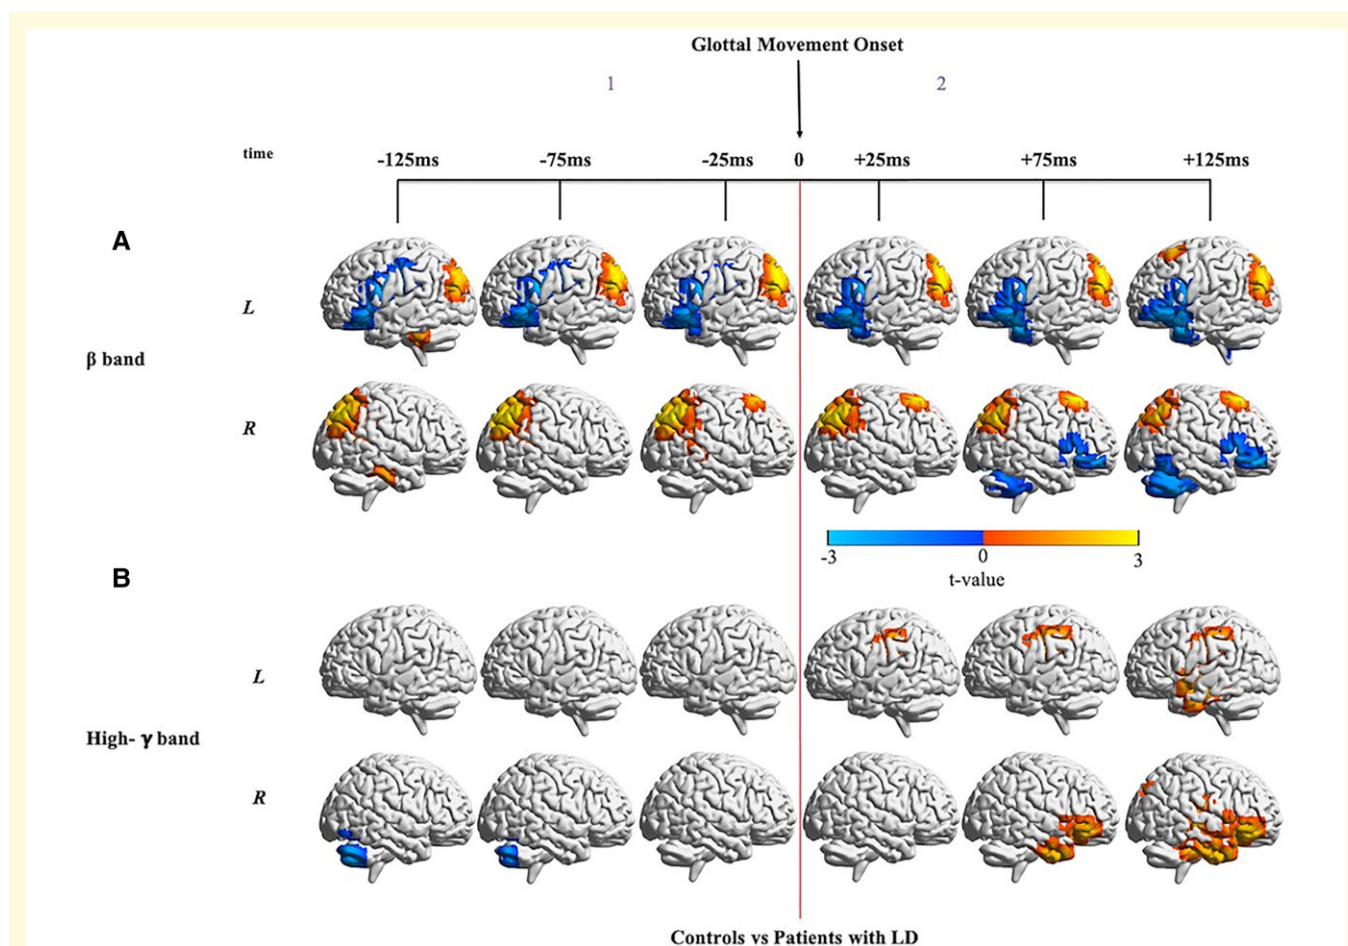 Glottal Movement Onset
1 2
time -125ms -75ms -25ms 0 +25ms +75ms +125ms
A
L
β band
R
-3 0 3
t-value
B
L
High- γ band
R
Controls vs Patients with LD